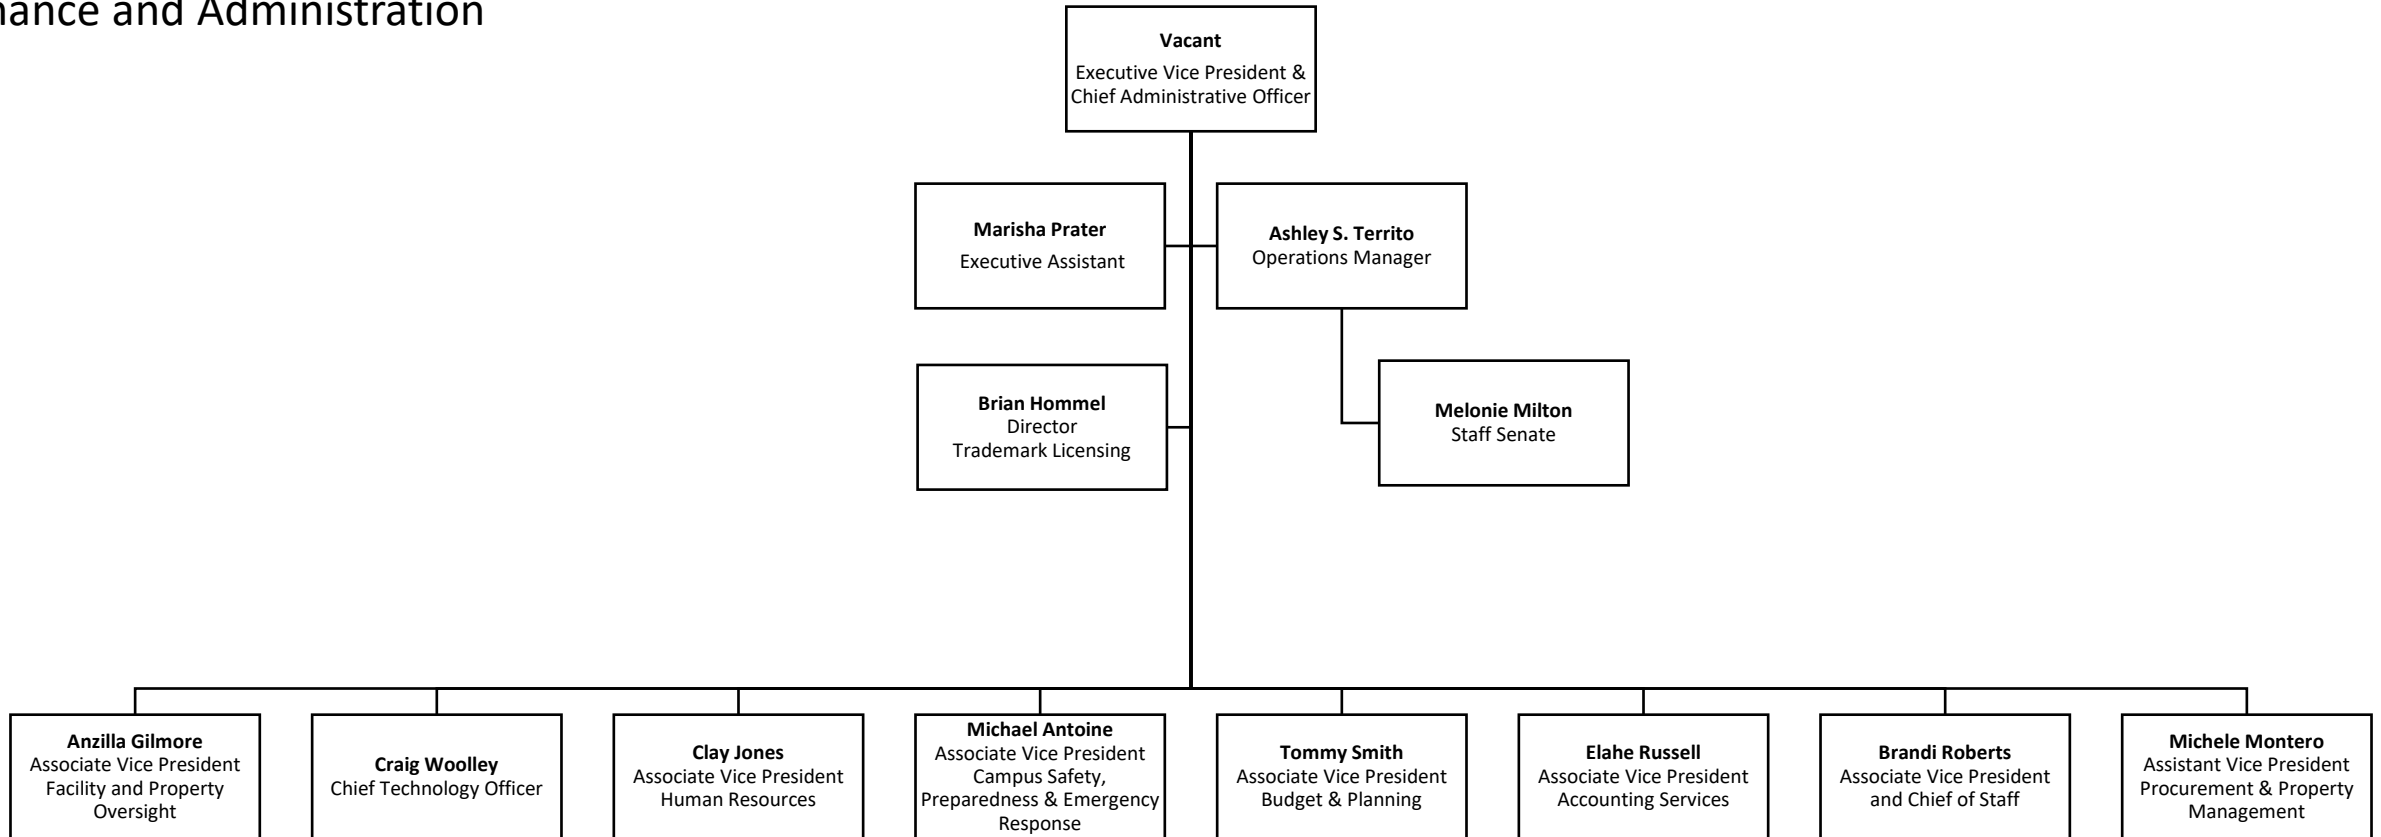 and Administration
Vacant
Executive Vice President &
Chief Administrative Officer
Marisha Prater
Executive Assistant
Ashley S. Territo
Operations Manager
Brian Hommel
Director
Trademark Licensing
Melonie Milton
Staff Senate
Anzilla Gilmore
Associate Vice President
Facility and Property
Oversight
Craig Woolley
Chief Technology Officer
Clay Jones
Associate Vice President
Human Resources
Michael Antoine
Associate Vice President
Campus Safety,
Preparedness & Emergency
Response
Tommy Smith
Associate Vice President
Budget & Planning
Elahe Russell
Associate Vice President
Accounting Services
Brandi Roberts
Associate Vice President
and Chief of Staff
Michele Montero
Assistant Vice President
Procurement & Property
Management